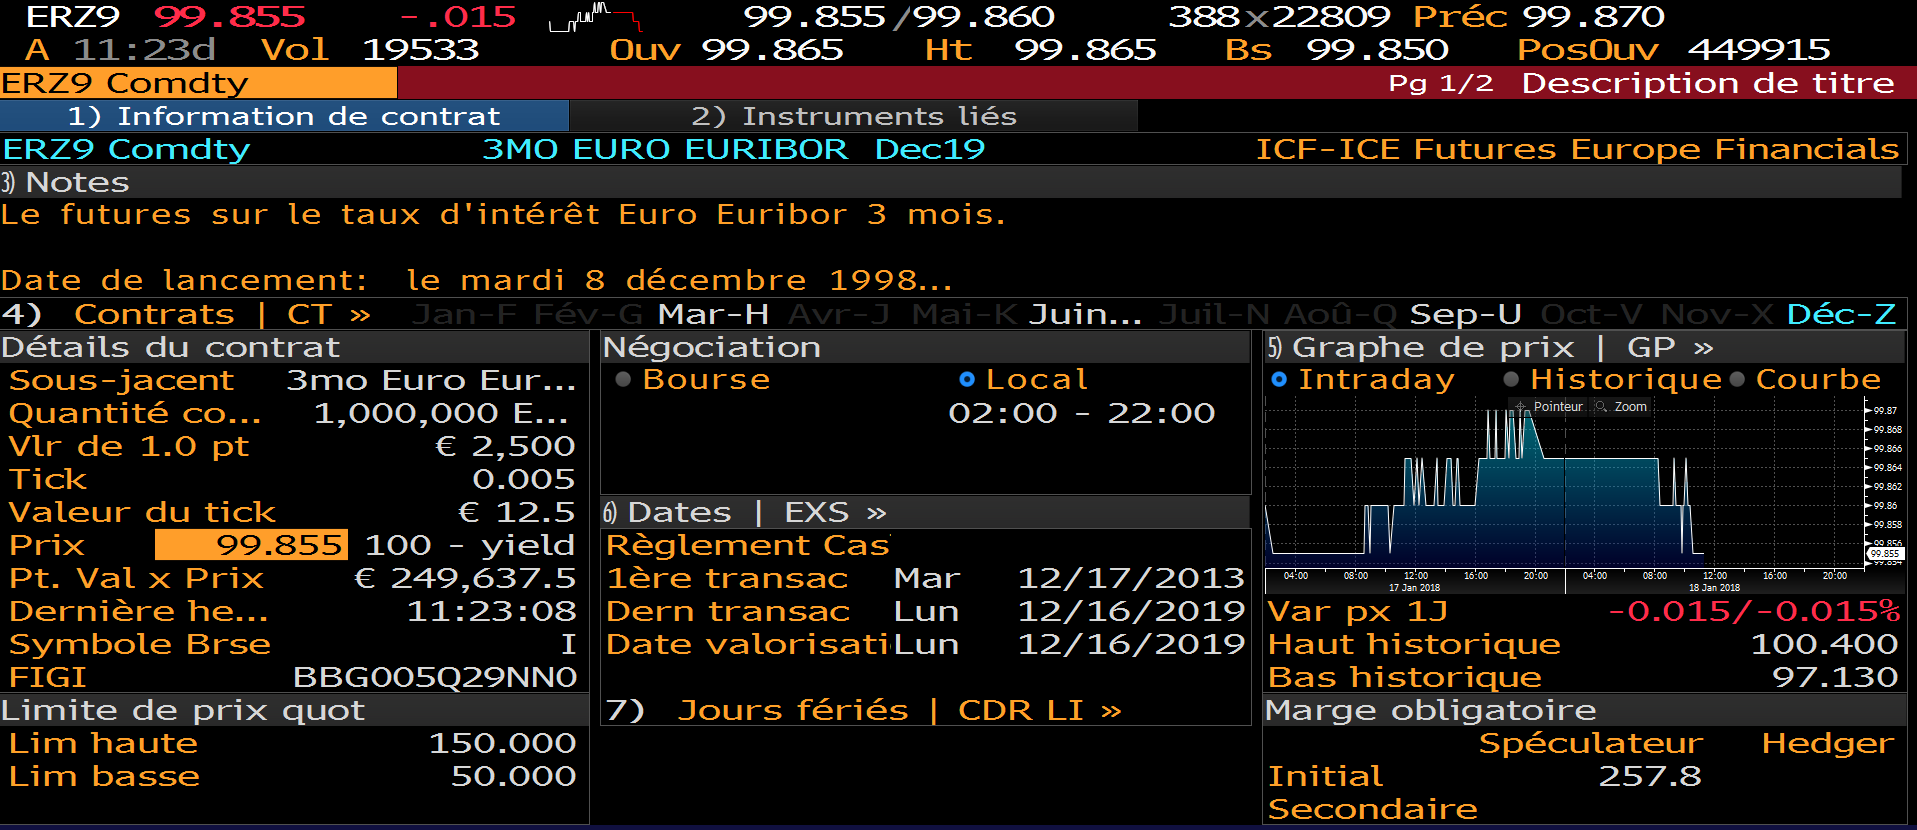 ERZ9 99.855 -.015 99.855/99.860 388x22809 Préc 99.870
A 11:23d Vol 19533 Ouv 99.865 Ht 99.865 Bs 99.850 PosOuv 449915
ERZ9 Comdty Pg 1/2 Description de titre
1) Information de contrat 2) Instruments liés
ERZ9 Comdty 3MO EURO EURIBOR Dec19 ICF-ICE Futures Europe Financials
3) Notes
Le futures sur le taux d'intérêt Euro Euribor 3 mois.
Date de lancement: le mardi 8 décembre 1998...
4) Contrats | CT » Jan-F Fév-G Mar-H Avr-J Mai-K Juin... Juil-N Aoû-Q Sep-U Oct-V Nov-X Déc-Z
Détails du contrat
Sous-jacent 3mo Euro Eur...
Quantité co... 1,000,000 E...
Vlr de 1.0 pt € 2,500
Tick 0.005
Valeur du tick € 12.5
Prix 99.855 100 - yield
Pt. Val x Prix € 249,637.5
Dernière he... 11:23:08
Symbole Brse I
FIGI BBG005Q29NN0
Limite de prix quot
Lim haute 150.000
Lim basse 50.000
Négociation
Bourse Local
02:00 - 22:00
6) Dates | EXS »
Règlement Cas
1ère transac Mar 12/17/2013
Dern transac Lun 12/16/2019
Date valorisati Lun 12/16/2019
7) Jours fériés | CDR LI »
5) Graphe de prix | GP »
Intraday Historique Courbe
Pointeur Zoom
99.87
99.868
99.866
99.864
99.862
99.86
99.858
99.856
99.855
99.854
04:00 08:00 12:00 16:00 20:00 04:00 08:00 12:00 16:00 20:00
17 Jan 2018 18 Jan 2018
Var px 1J -0.015/-0.015%
Haut historique 100.400
Bas historique 97.130
Marge obligatoire
Spéculateur Hedger
Initial 257.8
Secondaire